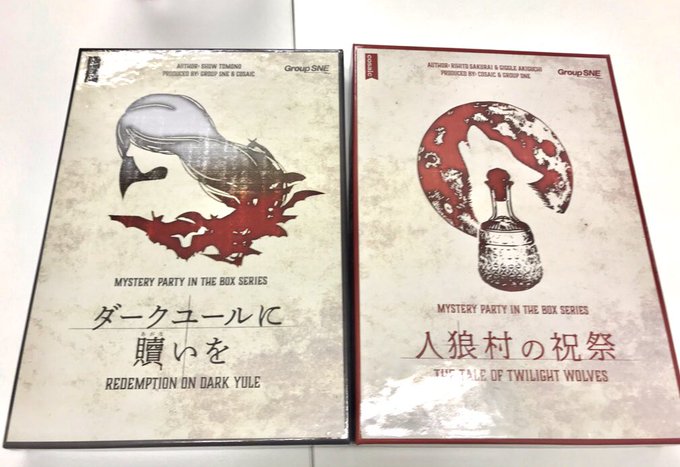 AUTHOR: SHOW TOMONO
PRODUCED BY: GROUP SNE & COSAIC
Group SNE
MYSTERY PARTY IN THE BOX SERIES
ダークユールに
贖いを
あがな
REDEMPTION ON DARK YULE
cosaic
AUTHOR: RIHITO SAKURAI & GIGGLE AKIGUCHI
PRODUCED BY: COSAIC & GROUP SNE
Group SNE
MYSTERY PARTY IN THE BOX SERIES
人狼村の祝祭
THE TALE OF TWILIGHT WOLVES